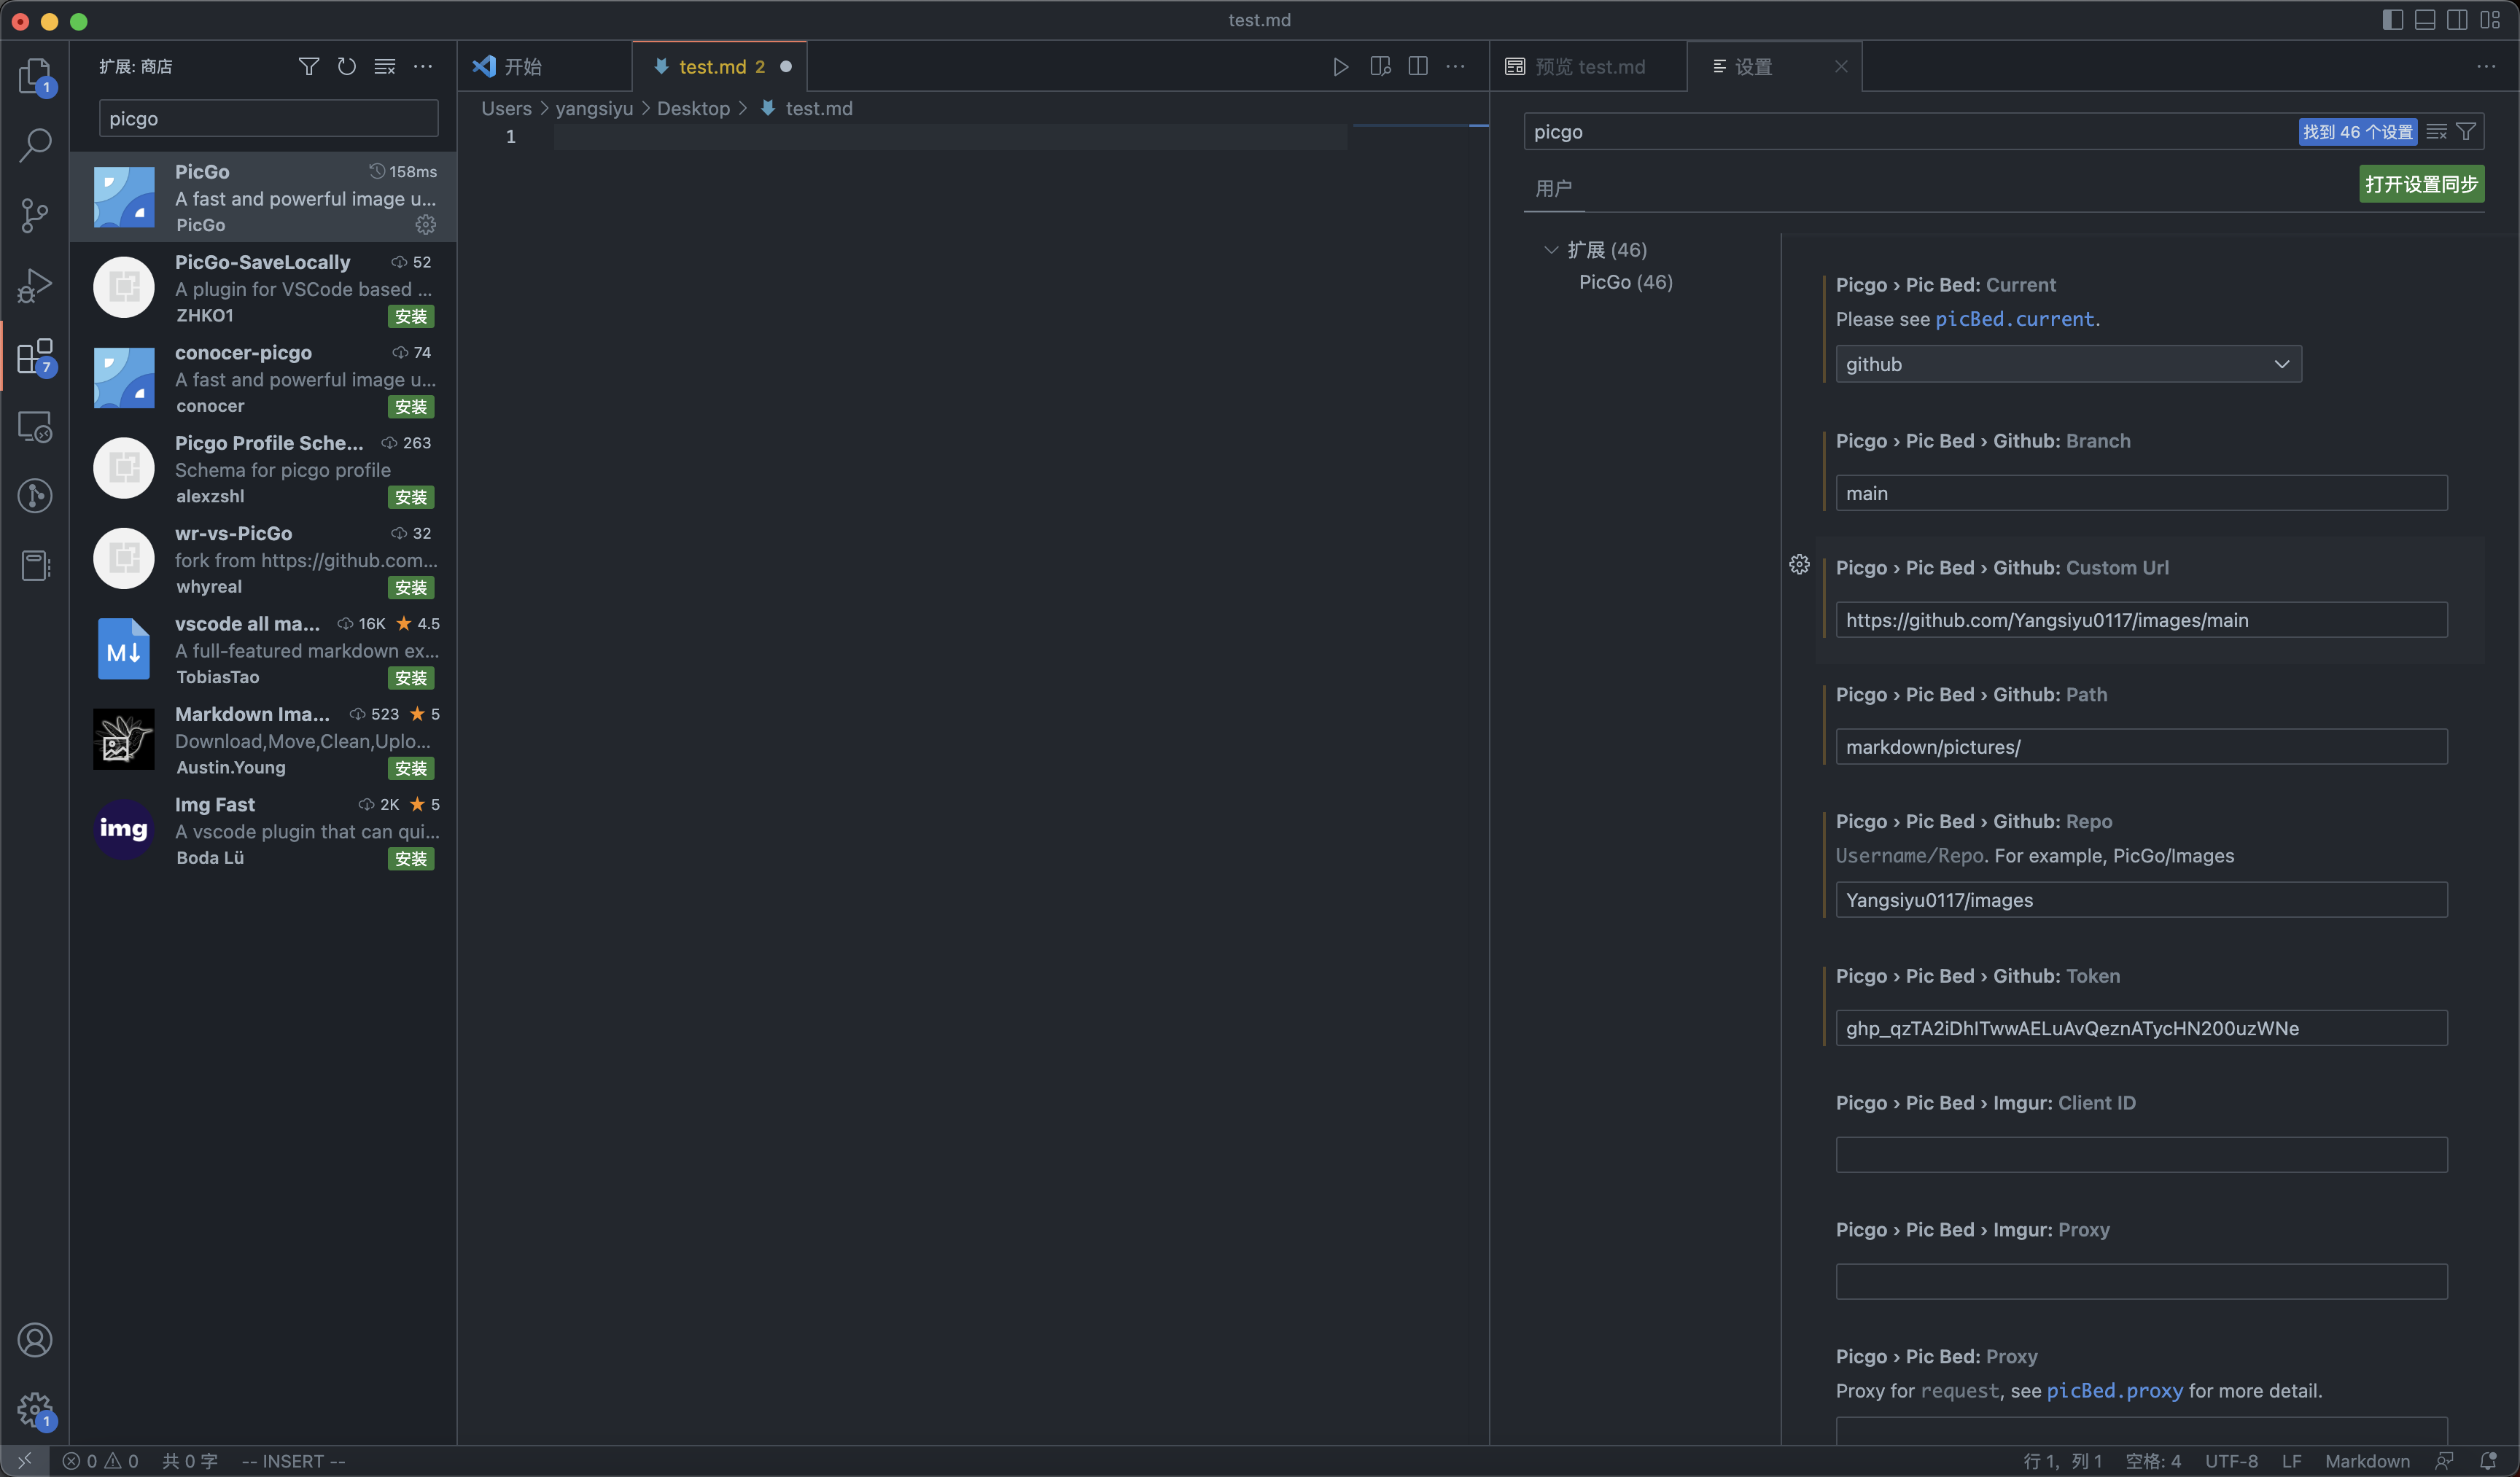 test.md
1
7
1
扩展: 商店
picgo
PicGo 158ms
A fast and powerful image u...
PicGo
PicGo-SaveLocally 52
A plugin for VSCode based ...
ZHKO1 安装
conocer-picgo 74
A fast and powerful image u...
conocer 安装
Picgo Profile Sche... 263
Schema for picgo profile
alexzshl 安装
wr-vs-PicGo 32
fork from https://github.com...
whyreal 安装
M↓
vscode all ma... 16K ★ 4.5
A full-featured markdown ex...
TobiasTao 安装
Markdown Ima... 523 ★ 5
Download,Move,Clean,Uplo...
Austin.Young 安装
img
Img Fast 2K ★ 5
A vscode plugin that can qui...
Boda Lü 安装
开始
test.md 2
Users > yangsiyu > Desktop > test.md
1
预览 test.md
设置
picgo
找到 46 个设置
用户
打开设置同步
扩展 (46)
PicGo (46)
Picgo › Pic Bed: Current
Please see picBed.current.
github
Picgo › Pic Bed › Github: Branch
main
Picgo › Pic Bed › Github: Custom Url
https://github.com/Yangsiyu0117/images/main
Picgo › Pic Bed › Github: Path
markdown/pictures/
Picgo › Pic Bed › Github: Repo
Username/Repo. For example, PicGo/Images
Yangsiyu0117/images
Picgo › Pic Bed › Github: Token
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
Picgo › Pic Bed › Imgur: Client ID
Picgo › Pic Bed › Imgur: Proxy
Picgo › Pic Bed: Proxy
Proxy for request, see picBed.proxy for more detail.
0 0 共 0 字 -- INSERT --
行 1, 列 1 空格: 4 UTF-8 LF Markdown